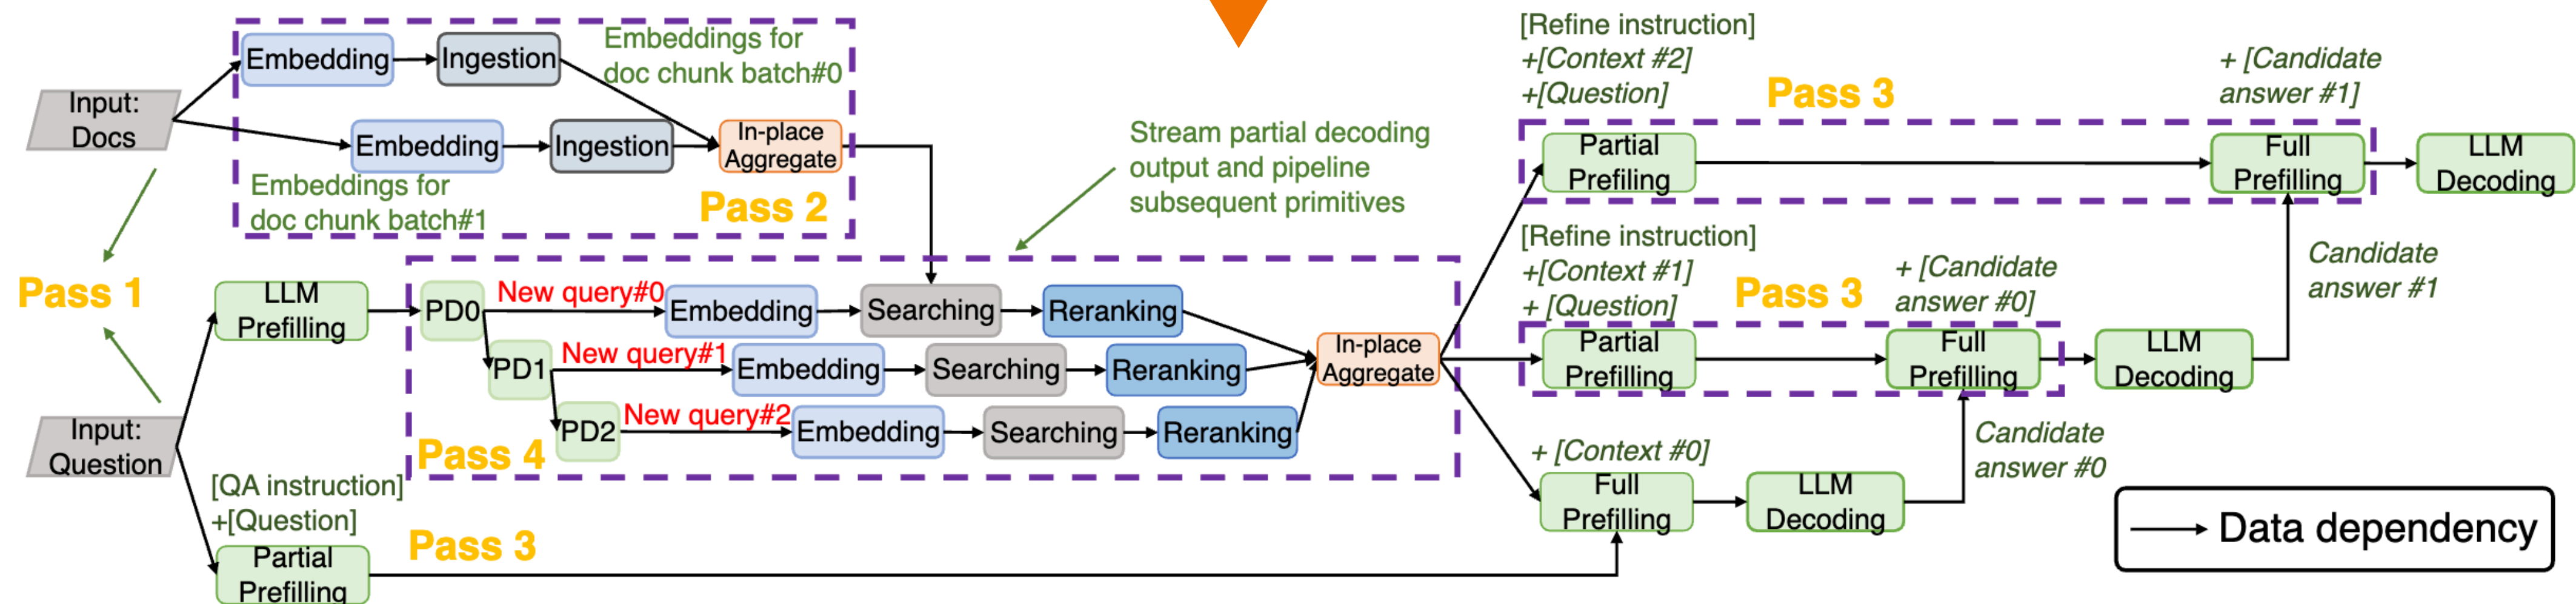 Input:
Docs
Embedding
Ingestion
Embeddings for
doc chunk batch#0
Embedding
Ingestion
In-place
Aggregate
Embeddings for
doc chunk batch#1
Pass 2
Pass 1
Input:
Question
LLM
Prefilling
Stream partial decoding
output and pipeline
subsequent primitives
PD0
New query#0
Embedding
Searching
Reranking
PD1
New query#1
Embedding
Searching
Reranking
PD2
New query#2
Embedding
Searching
Reranking
In-place
Aggregate
Pass 4
[QA instruction]
+[Question]
Partial
Prefilling
Pass 3
[Refine instruction]
+[Context #2]
+[Question]
Pass 3
+ [Candidate
answer #1]
Partial
Prefiling
Full
Prefilling
LLM
Decoding
[Refine instruction]
+[Context #1]
+ [Question]
Pass 3
+ [Candidate
answer #0]
Candidate
answer #1
Partial
Prefilling
Full
Prefilling
LLM
Decoding
+ [Context #0]
Full
Prefilling
LLM
Decoding
Candidate
answer #0
Data dependency